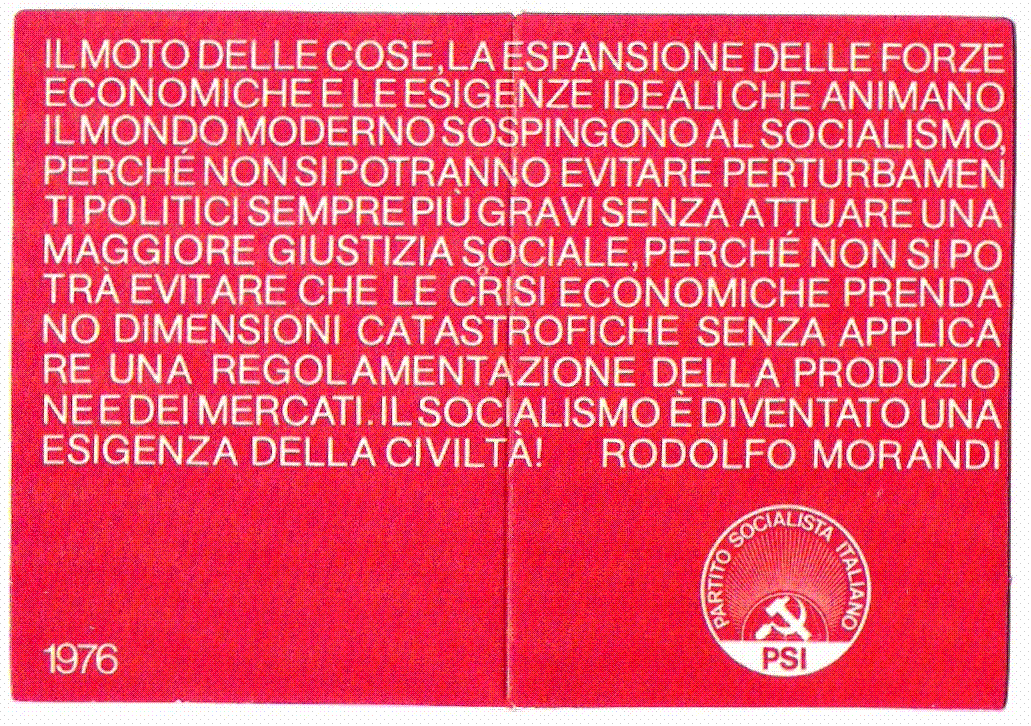 IL MOTO DELLE COSE, LA ESPANSIONE DELLE FORZE
ECONOMICHE E LE ESIGENZE IDEALI CHE ANIMANO
IL MONDO MODERNO SOSPINGONO AL SOCIALISMO,
PERCHÉ NON SI POTRANNO EVITARE PERTURBAMEN
TI POLITICI SEMPRE PIÙ GRAVI SENZA ATTUARE UNA
MAGGIORE GIUSTIZIA SOCIALE, PERCHÉ NON SI PO
TRÀ EVITARE CHE LE CRISI ECONOMICHE PRENDA
NO DIMENSIONI CATASTROFICHE SENZA APPLICA
RE UNA REGOLAMENTAZIONE DELLA PRODUZIO
NE E DEI MERCATI. IL SOCIALISMO È DIVENTATO UNA
ESIGENZA DELLA CIVILTÀ! RODOLFO MORANDI
PARTITO SOCIALISTA ITALIANO
PSI
1976